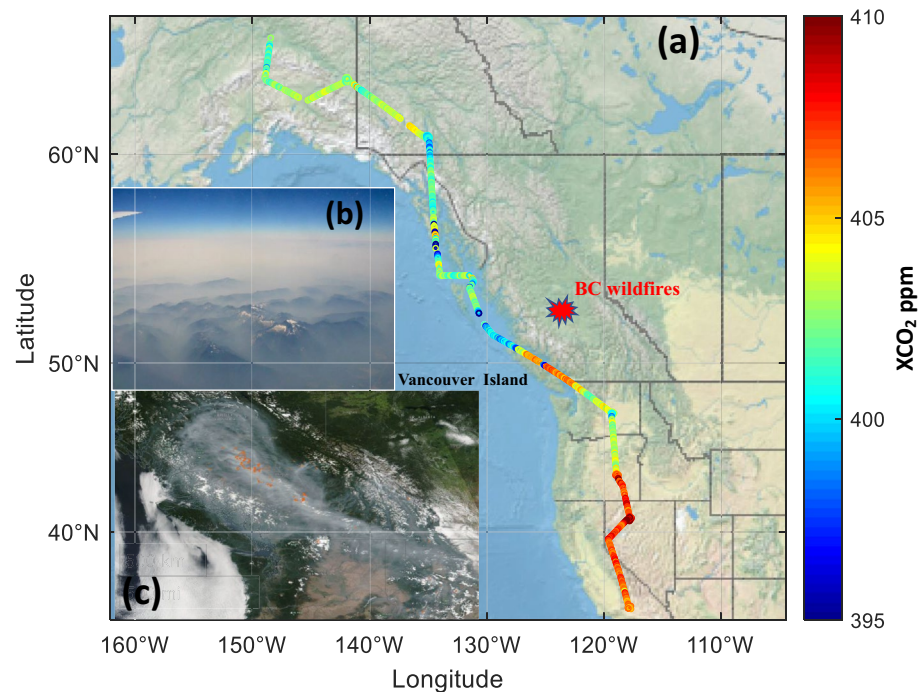 (a)
410
60°N
405
(b)
BC wildfires
Latitude
XCO₂ ppm
50°N
Vancouver Island
400
40°N
(c)
395
160°W
150°W
140°W
130°W
120°W
110°W
Longitude